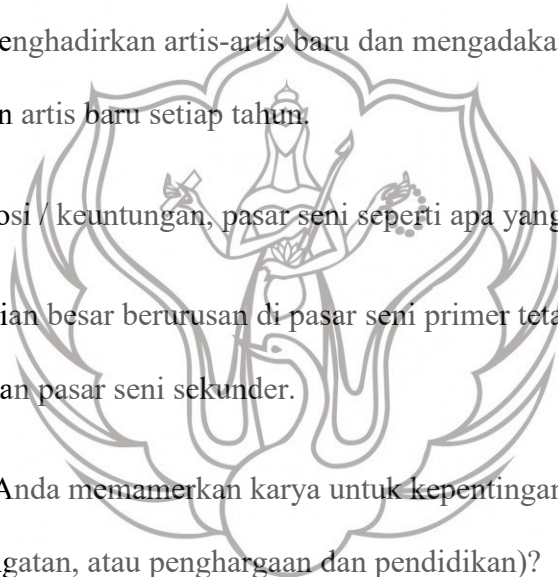 enghadirkan artis-artis baru dan mengadaka
n artis baru setiap tahun.
osi / keuntungan, pasar seni seperti apa yang
ian besar berurusan di pasar seni primer teta
an pasar seni sekunder.
Anda memamerkan karya untuk kepentingan
gatan, atau penghargaan dan pendidikan)?